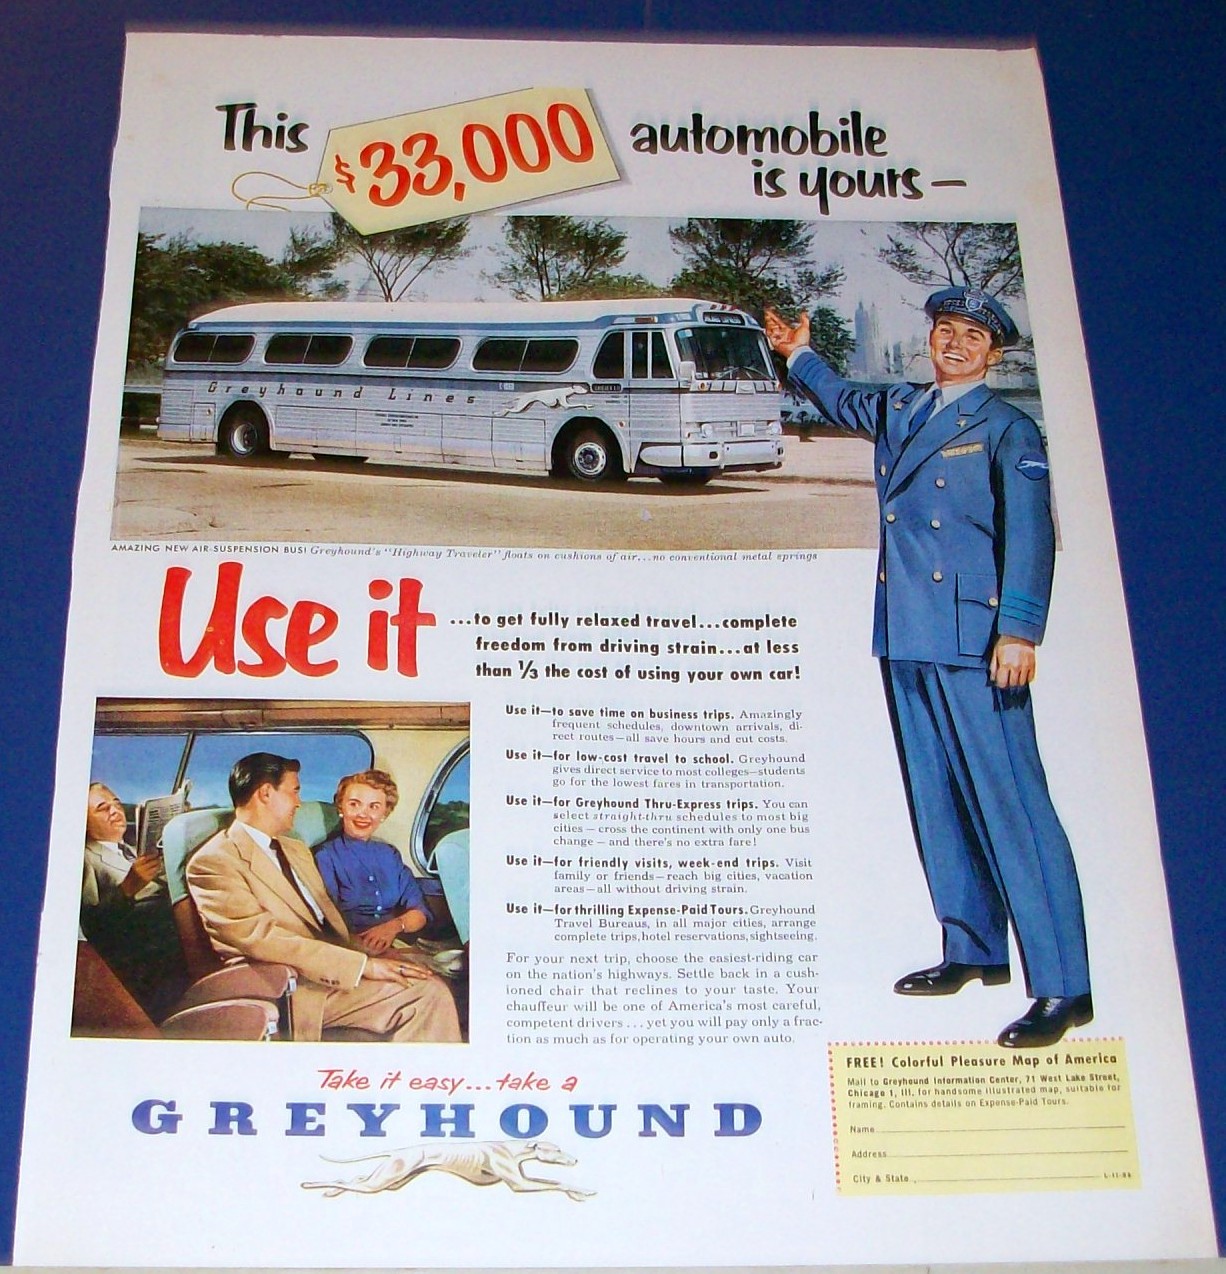 This $33,000 automobile
is yours—
Greyhound Lines
AMAZING NEW AIR-SUSPENSION BUS! Greyhound's "Highway Traveler" floats on cushions of air...no conventional metal springs
Use it ...to get fully relaxed travel...complete
freedom from driving strain...at less
than ⅓ the cost of using your own car!
Use it—to save time on business trips. Amazingly
frequent schedules, downtown arrivals, di-
rect routes—all save hours and cut costs.
Use it—for low-cost travel to school. Greyhound
gives direct service to most colleges—students
go for the lowest fares in transportation.
Use it—for Greyhound Thru-Express trips. You can
select straight-thru schedules to most big
cities — cross the continent with only one bus
change — and there's no extra fare!
Use it—for friendly visits, week-end trips. Visit
family or friends—reach big cities, vacation
areas—all without driving strain.
Use it—for thrilling Expense-Paid Tours. Greyhound
Travel Bureaus, in all major cities, arrange
complete trips, hotel reservations, sightseeing.
For your next trip, choose the easiest-riding car
on the nation's highways. Settle back in a cush-
ioned chair that reclines to your taste. Your
chauffeur will be one of America's most careful,
competent drivers...yet you will pay only a frac-
tion as much as for operating your own auto.
Take it easy...take a
GREYHOUND
FREE! Colorful Pleasure Map of America
Mail to Greyhound Information Center, 71 West Lake Street,
Chicago 1, Ill. for handsome illustrated map, suitable for
framing. Contains details on Expense-Paid Tours.
Name
Address
City & State